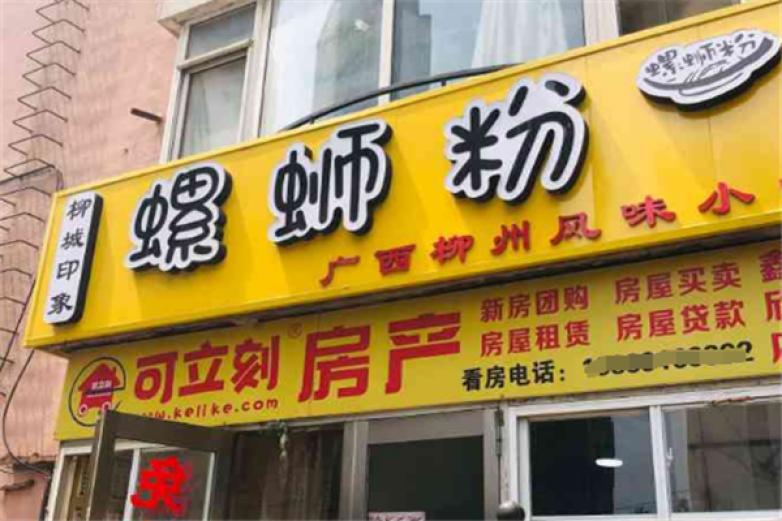 螺蛳粉
柳城印象
螺蛳粉
广西柳州风味小
可立刻®房产
www.kelike.com
新房团购 房屋买卖
房屋租赁 房屋贷款
看房电话：
免